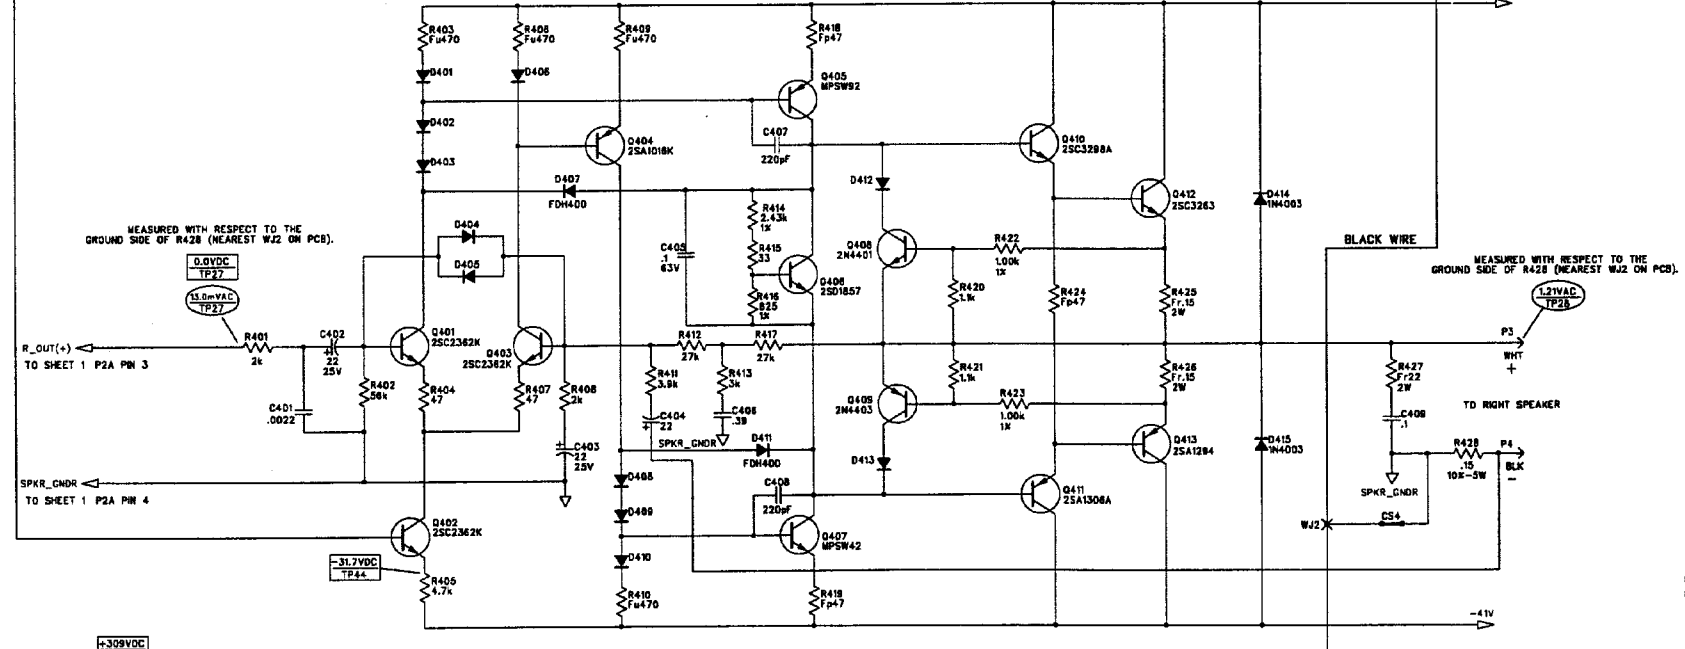 R403
Fu470
R406
Fu470
R409
Fu470
R418
Fp47
D401
D406
Q405
MPSW92
D402
D403
Q404
2SA1016K
C407
220pF
Q410
2SC3298A
D407
FDH400
D412
Q412
2SC3263
D414
1N4003
MEASURED WITH RESPECT TO THE
GROUND SIDE OF R428 (NEAREST WJ2 ON PCB).
0.0VDC
TP27
13.0mVAC
TP27
D404
D405
C405
.1
63V
R414
2.43k
1%
R415
33
R416
825
1%
Q406
2SD1857
Q408
2N4401
R422
1.00k
1%
BLACK WIRE
MEASURED WITH RESPECT TO THE
GROUND SIDE OF R428 (NEAREST WJ2 ON PCB).
1.21VAC
TP28
R420
1.1k
R424
Fp47
R425
Fr.15
2W
R_OUT(+)
TO SHEET 1 P2A PIN 3
R401
2k
C402
22
25V
Q401
2SC2362K
Q403
2SC2362K
R412
27k
R417
27k
P3
WHT
+
R402
56k
R404
47
R407
47
R408
2k
R411
3.9k
R413
3k
R421
1.1k
R426
Fr.15
2W
R427
Fr22
2W
C401
.0022
C404
22
C406
.39
Q409
2N4403
R423
1.00k
1%
C409
.1
TO RIGHT SPEAKER
SPKR_GNDR
C403
22
25V
D411
FDH400
D413
Q413
2SA1294
D415
1N4003
R428
.15
10%-5W
P4
BLK
-
SPKR_GNDR
TO SHEET 1 P2A PIN 4
D408
C408
220pF
Q411
2SA1306A
SPKR_GNDR
D409
WJ2
CS4
Q402
2SC2362K
Q407
MPSW42
-31.7VDC
TP44
D410
R405
4.7k
R410
Fu470
R419
Fp47
-41V
+309VDC